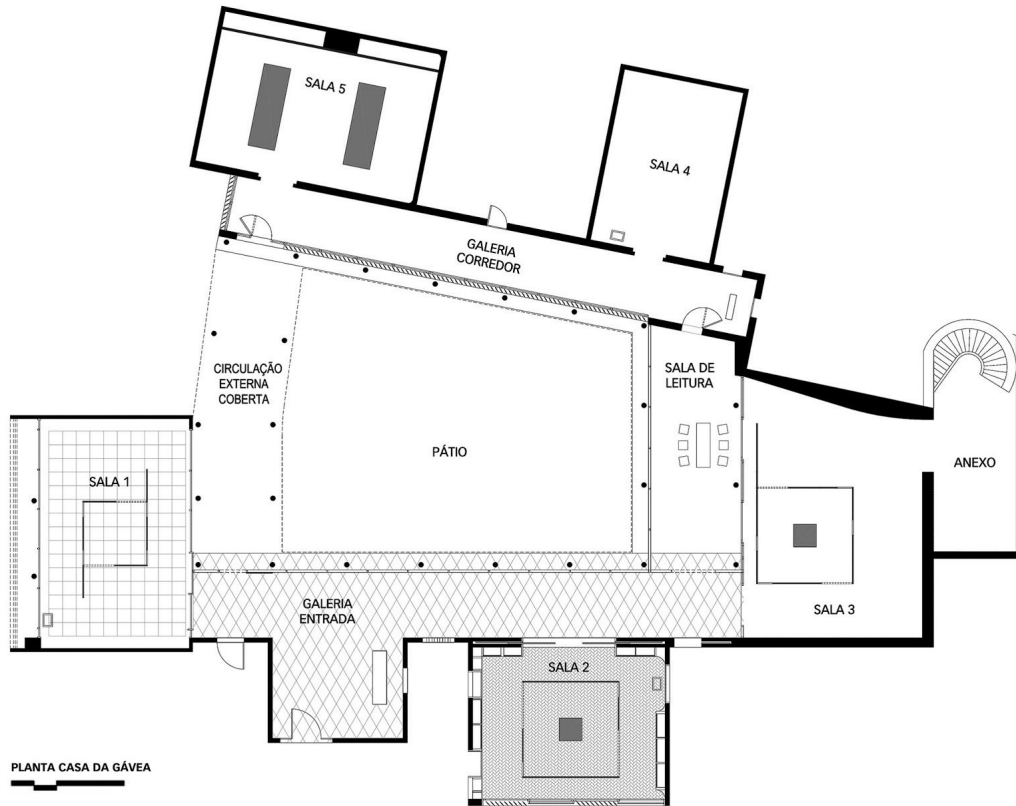 SALA 5
SALA 4
GALERIA
CORREDOR
CIRCULAÇÃO
EXTERNA
COBERTA
SALA DE
LEITURA
PÁTIO
ANEXO
SALA 1
GALERIA
ENTRADA
SALA 3
SALA 2
PLANTA CASA DA GÁVEA